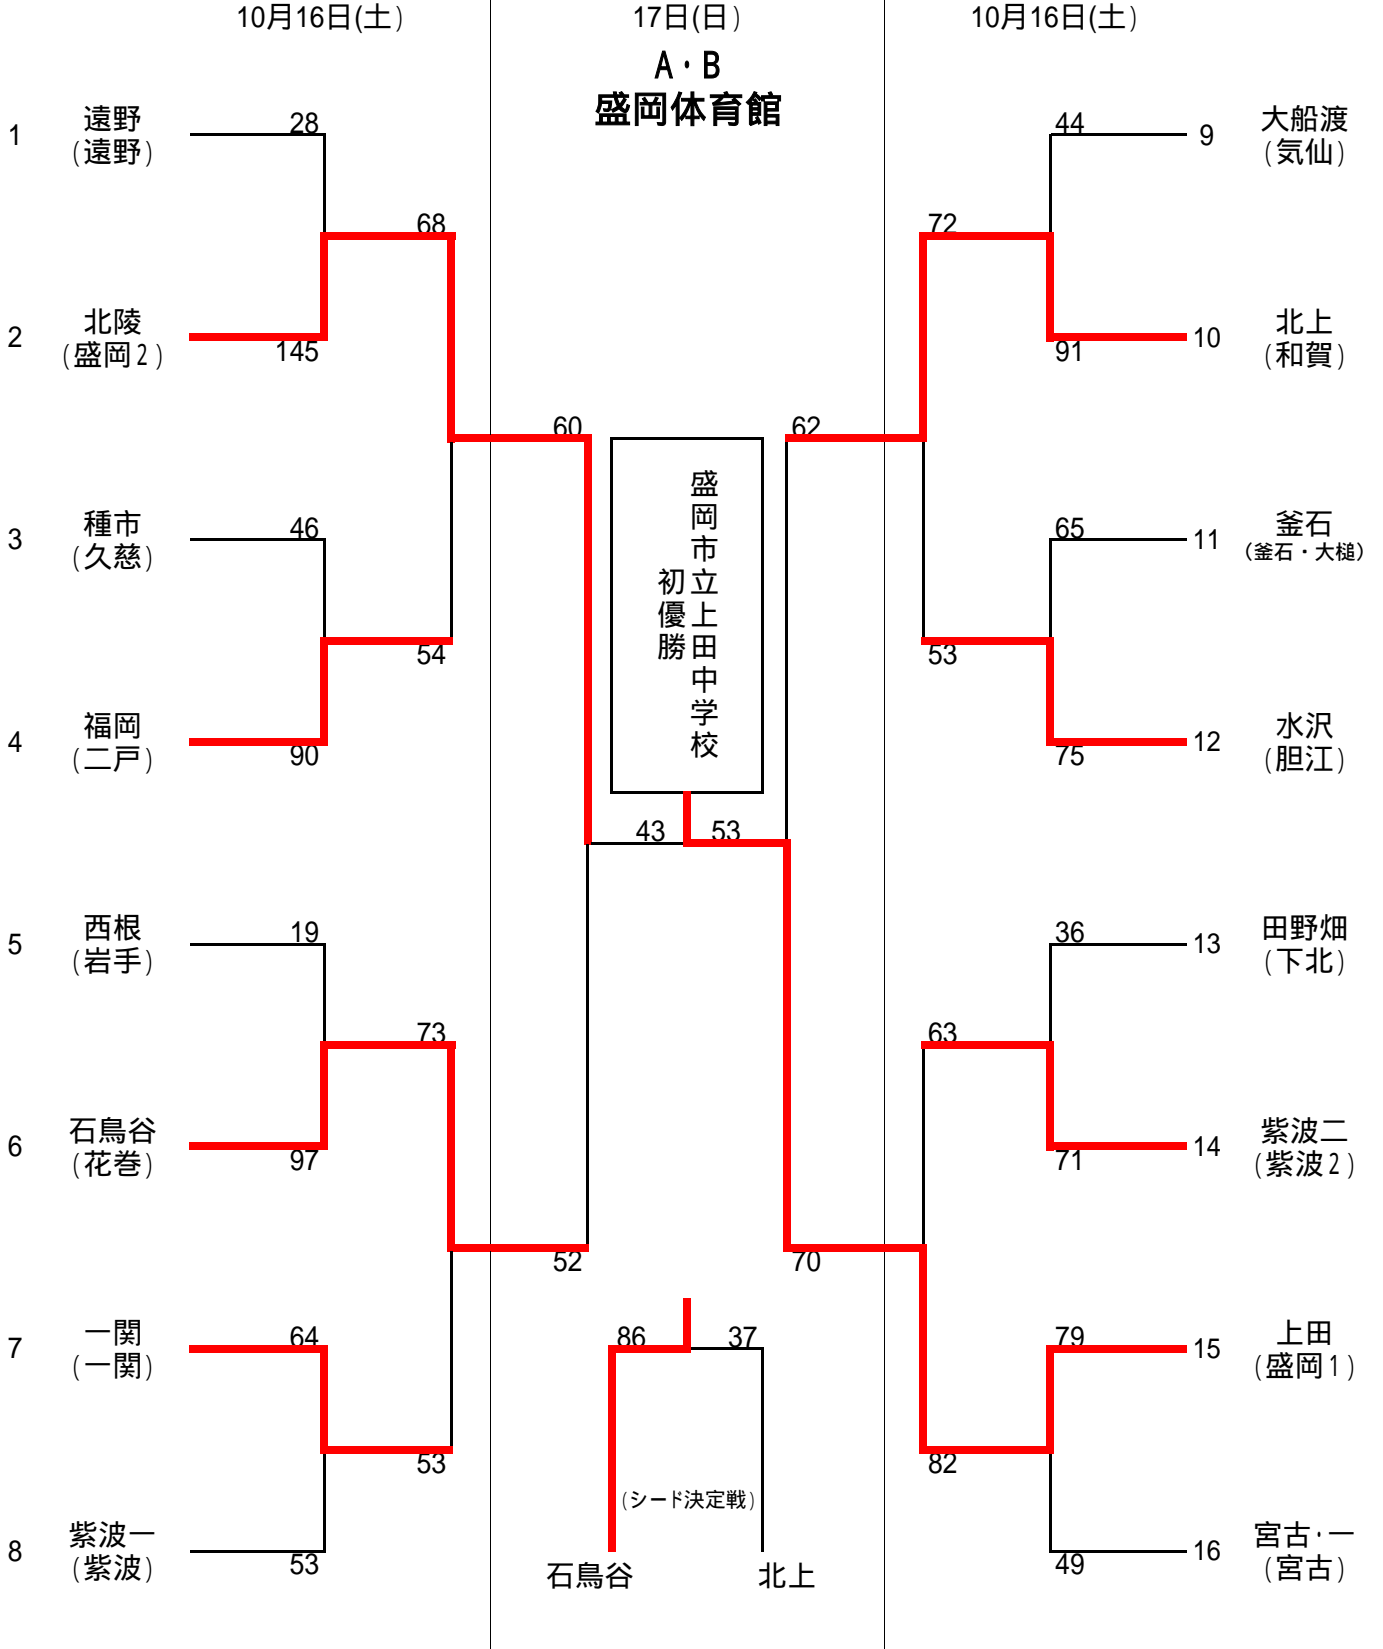 10月16日(土)
17日(日)
10月16日(土)
A・B
盛岡体育館
1
遠野
(遠野)
28
68
2
北陵
(盛岡2)
145
60
3
種市
(久慈)
46
54
4
福岡
(二戸)
90
5
西根
(岩手)
19
73
6
石鳥谷
(花巻)
97
52
7
一関
(一関)
64
53
8
紫波一
(紫波)
53
盛岡市立上田中学校
初優勝
43
53
86
37
(シード決定戦)
石鳥谷
北上
44
9
大船渡
(気仙)
72
91
10
北上
(和賀)
62
65
11
釜石
(釜石・大槌)
53
75
12
水沢
(胆江)
36
13
田野畑
(下北)
63
71
14
紫波二
(紫波2)
70
79
15
上田
(盛岡1)
82
49
16
宮古・一
(宮古)